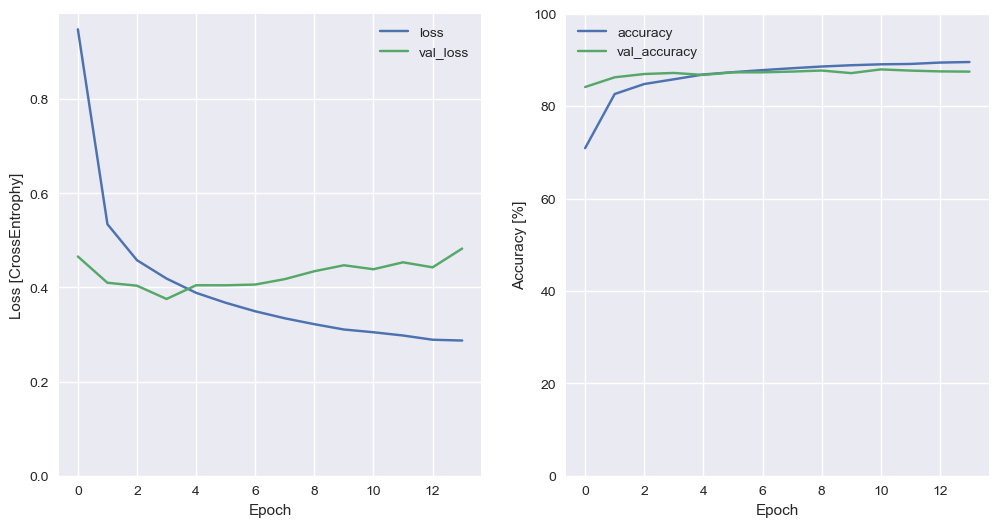 Loss [CrossEntrophy]
0.8
0.6
0.4
0.2
0.0
loss
val_loss
0 2 4 6 8 10 12
Epoch
Accuracy [%]
100
80
60
40
20
0
accuracy
val_accuracy
0 2 4 6 8 10 12
Epoch